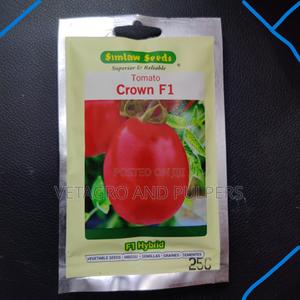 Simlaw Seeds
Superior & Reliable
Tomato
Crown F1
POSTED ON JIJI
VETAGRO AND PULPERS,
F1 Hybrid
VEGETABLE SEEDS - MBEGU - SEMILLAS - GRAINES - SEMENTES
25G